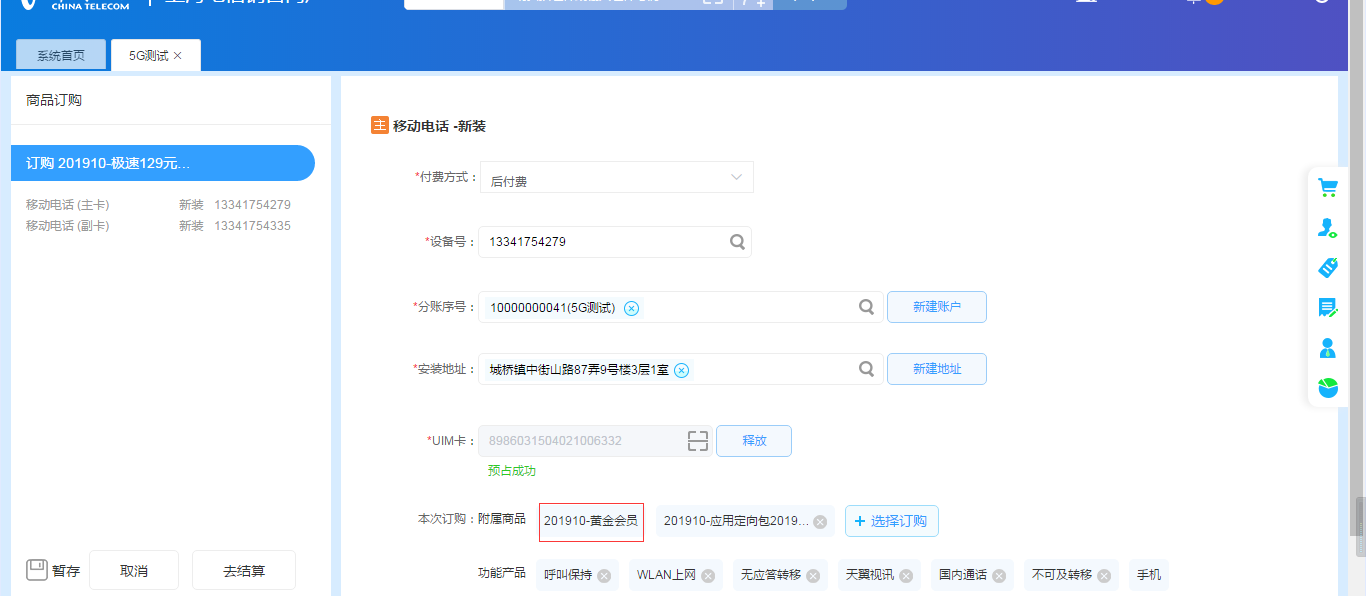 CHINA TELECOM
系统首页 5G测试
商品订购
订购 201910-极速129元...
移动电话 (主卡) 新装 13341754279
移动电话 (副卡) 新装 13341754335
暂存 取消 去结算
主 移动电话 -新装
*付费方式： 后付费
*设备号： 13341754279
*分账序号： 10000000041(5G测试) 新建账户
*安装地址： 城桥镇中街山路87弄9号楼3层1室 新建地址
*UIM卡： 8986031504021006332 释放
预占成功
本次订购： 附属商品 201910-黄金会员 201910-应用定向包2019... + 选择订购
功能产品 呼叫保持 WLAN上网 无应答转移 天翼视讯 国内通话 不可及转移 手机